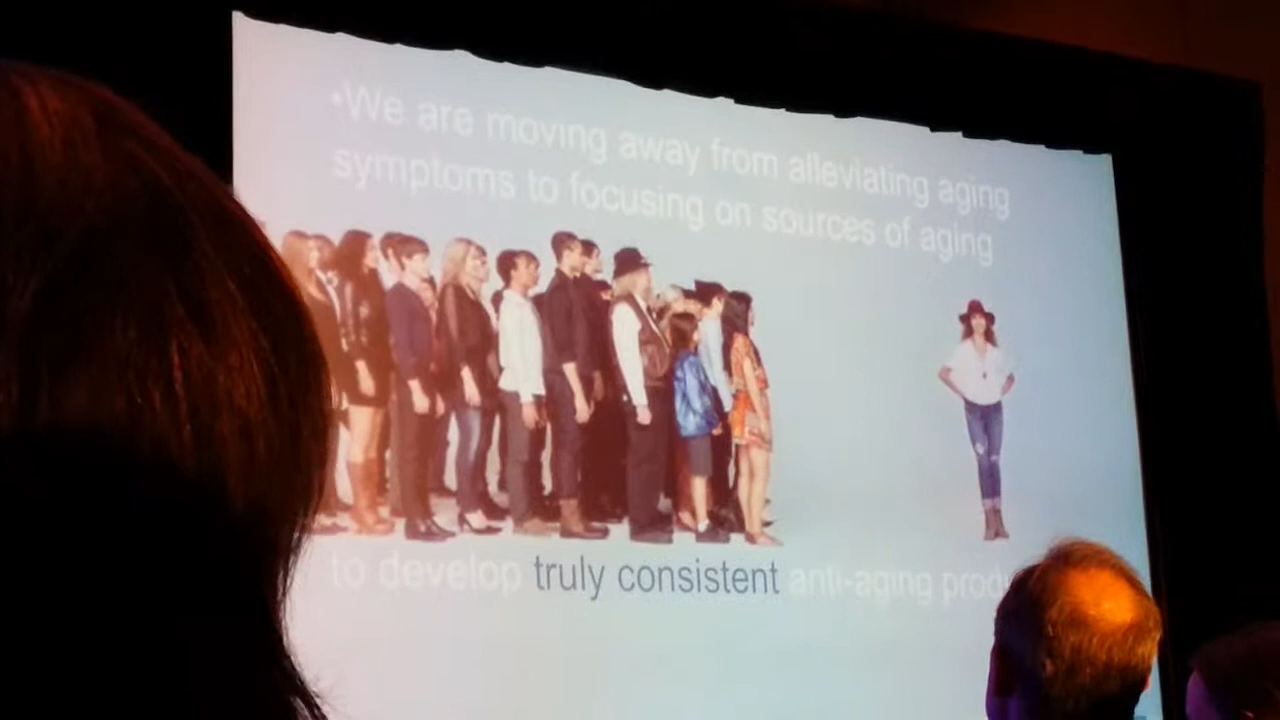 •We are moving away from alleviating aging
symptoms to focusing on sources of aging
to develop truly consistent anti-aging